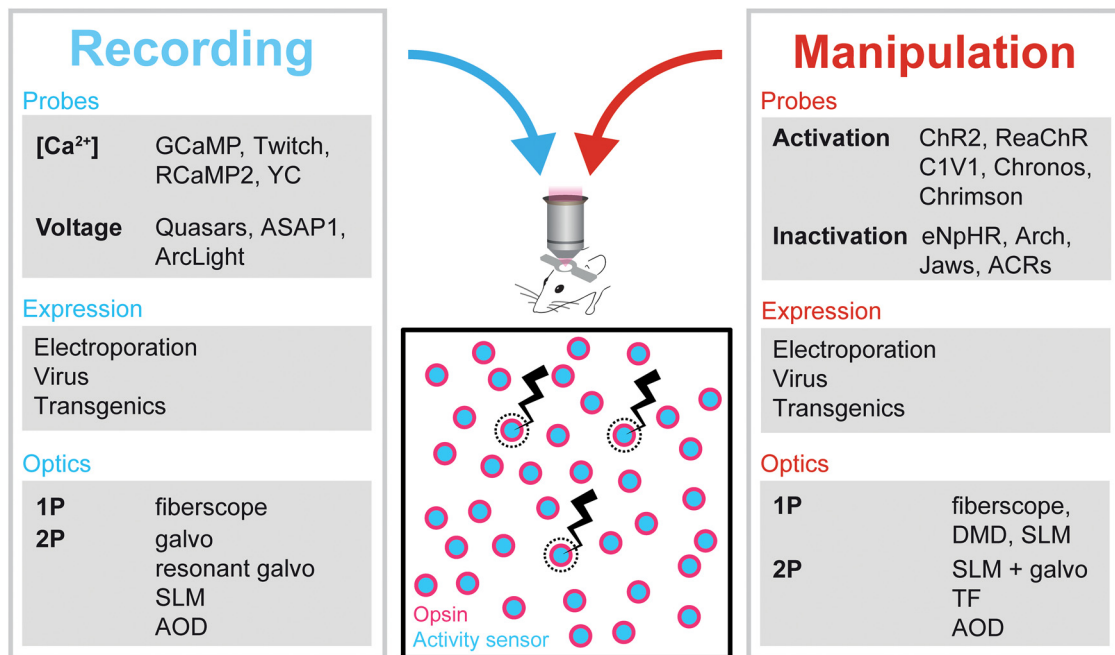 Recording
Probes
[Ca²⁺] GCaMP, Twitch,
RCaMP2, YC
Voltage Quasars, ASAP1,
ArcLight
Expression
Electroporation
Virus
Transgenics
Optics
1P fiberscope
2P galvo
resonant galvo
SLM
AOD
Opsin
Activity sensor
Manipulation
Probes
Activation ChR2, ReaChR
C1V1, Chronos,
Chrimson
Inactivation eNpHR, Arch,
Jaws, ACRs
Expression
Electroporation
Virus
Transgenics
Optics
1P fiberscope,
DMD, SLM
2P SLM + galvo
TF
AOD